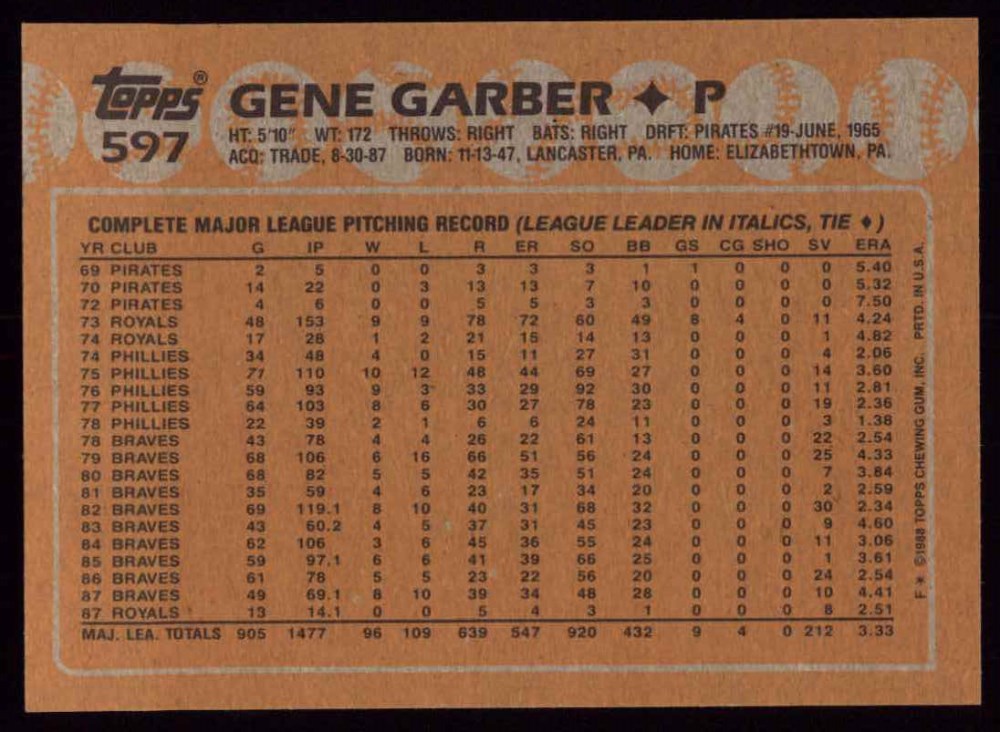 Topps® GENE GARBER ✦ P
597 HT: 5'10" WT: 172 THROWS: RIGHT BATS: RIGHT DRFT: PIRATES #19-JUNE, 1965
ACQ: TRADE, 8-30-87 BORN: 11-13-47, LANCASTER, PA. HOME: ELIZABETHTOWN, PA.
COMPLETE MAJOR LEAGUE PITCHING RECORD (LEAGUE LEADER IN ITALICS, TIE ♦)
YR CLUB G IP W L R ER SO BB GS CG SHO SV ERA
69 PIRATES 2 5 0 0 3 3 3 1 1 0 0 0 5.40
70 PIRATES 14 22 0 3 13 13 7 10 0 0 0 0 5.32
72 PIRATES 4 6 0 0 5 5 3 3 0 0 0 0 7.50
73 ROYALS 48 153 9 9 78 72 60 49 8 4 0 11 4.24
74 ROYALS 17 28 1 2 21 15 14 13 0 0 0 1 4.82
74 PHILLIES 34 48 4 0 15 11 27 31 0 0 0 4 2.06
75 PHILLIES 71 110 10 12 48 44 69 27 0 0 0 14 3.60
76 PHILLIES 59 93 9 3 33 29 92 30 0 0 0 11 2.81
77 PHILLIES 64 103 8 6 30 27 78 23 0 0 0 19 2.36
78 PHILLIES 22 39 2 1 6 6 24 11 0 0 0 3 1.38
78 BRAVES 43 78 4 4 26 22 61 13 0 0 0 22 2.54
79 BRAVES 68 106 6 16 66 51 56 24 0 0 0 25 4.33
80 BRAVES 68 82 5 5 42 35 51 24 0 0 0 7 3.84
81 BRAVES 35 59 4 6 23 17 34 20 0 0 0 2 2.59
82 BRAVES 69 119.1 8 10 40 31 68 32 0 0 0 30 2.34
83 BRAVES 43 60.2 4 5 37 31 45 23 0 0 0 9 4.60
84 BRAVES 62 106 3 6 45 36 55 24 0 0 0 11 3.06
85 BRAVES 59 97.1 6 6 41 39 66 25 0 0 0 1 3.61
86 BRAVES 61 78 5 5 23 22 56 20 0 0 0 24 2.54
87 BRAVES 49 69.1 8 10 39 34 48 28 0 0 0 10 4.41
87 ROYALS 13 14.1 0 0 5 4 3 1 0 0 0 8 2.51
MAJ. LEA. TOTALS 905 1477 96 109 639 547 920 432 9 4 0 212 3.33
F✶ ©1988 TOPPS CHEWING GUM, INC. PRTD. IN U.S.A.